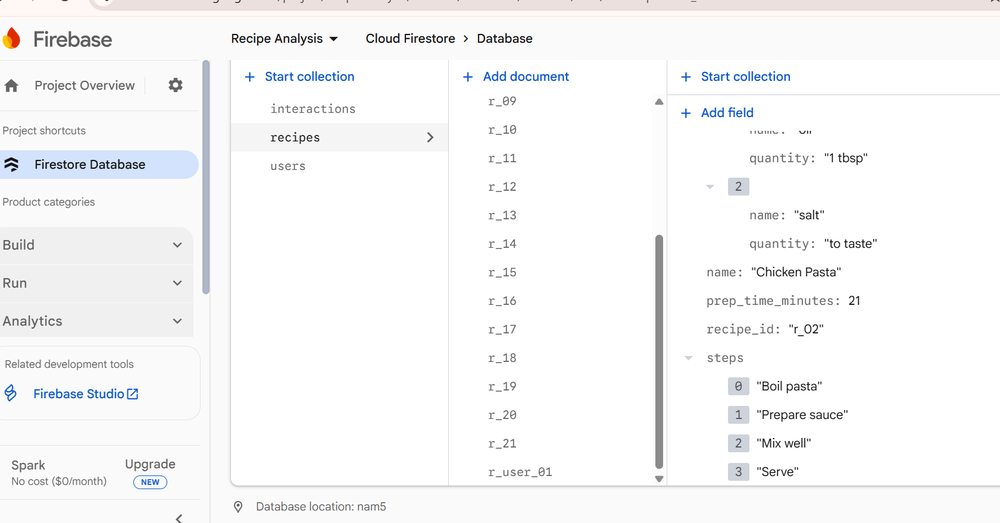 Firebase
Recipe Analysis
Cloud Firestore > Database
Project Overview
Project shortcuts
Firestore Database
Product categories
Build
Run
Analytics
Related development tools
Firebase Studio
Spark
No cost ($0/month)
Upgrade
NEW
+ Start collection
interactions
recipes
users
+ Add document
r_09
r_10
r_11
r_12
r_13
r_14
r_15
r_16
r_17
r_18
r_19
r_20
r_21
r_user_01
+ Start collection
+ Add field
quantity: "1 tbsp"
2
name: "salt"
quantity: "to taste"
name: "Chicken Pasta"
prep_time_minutes: 21
recipe_id: "r_02"
steps
0 "Boil pasta"
1 "Prepare sauce"
2 "Mix well"
3 "Serve"
Database location: nam5